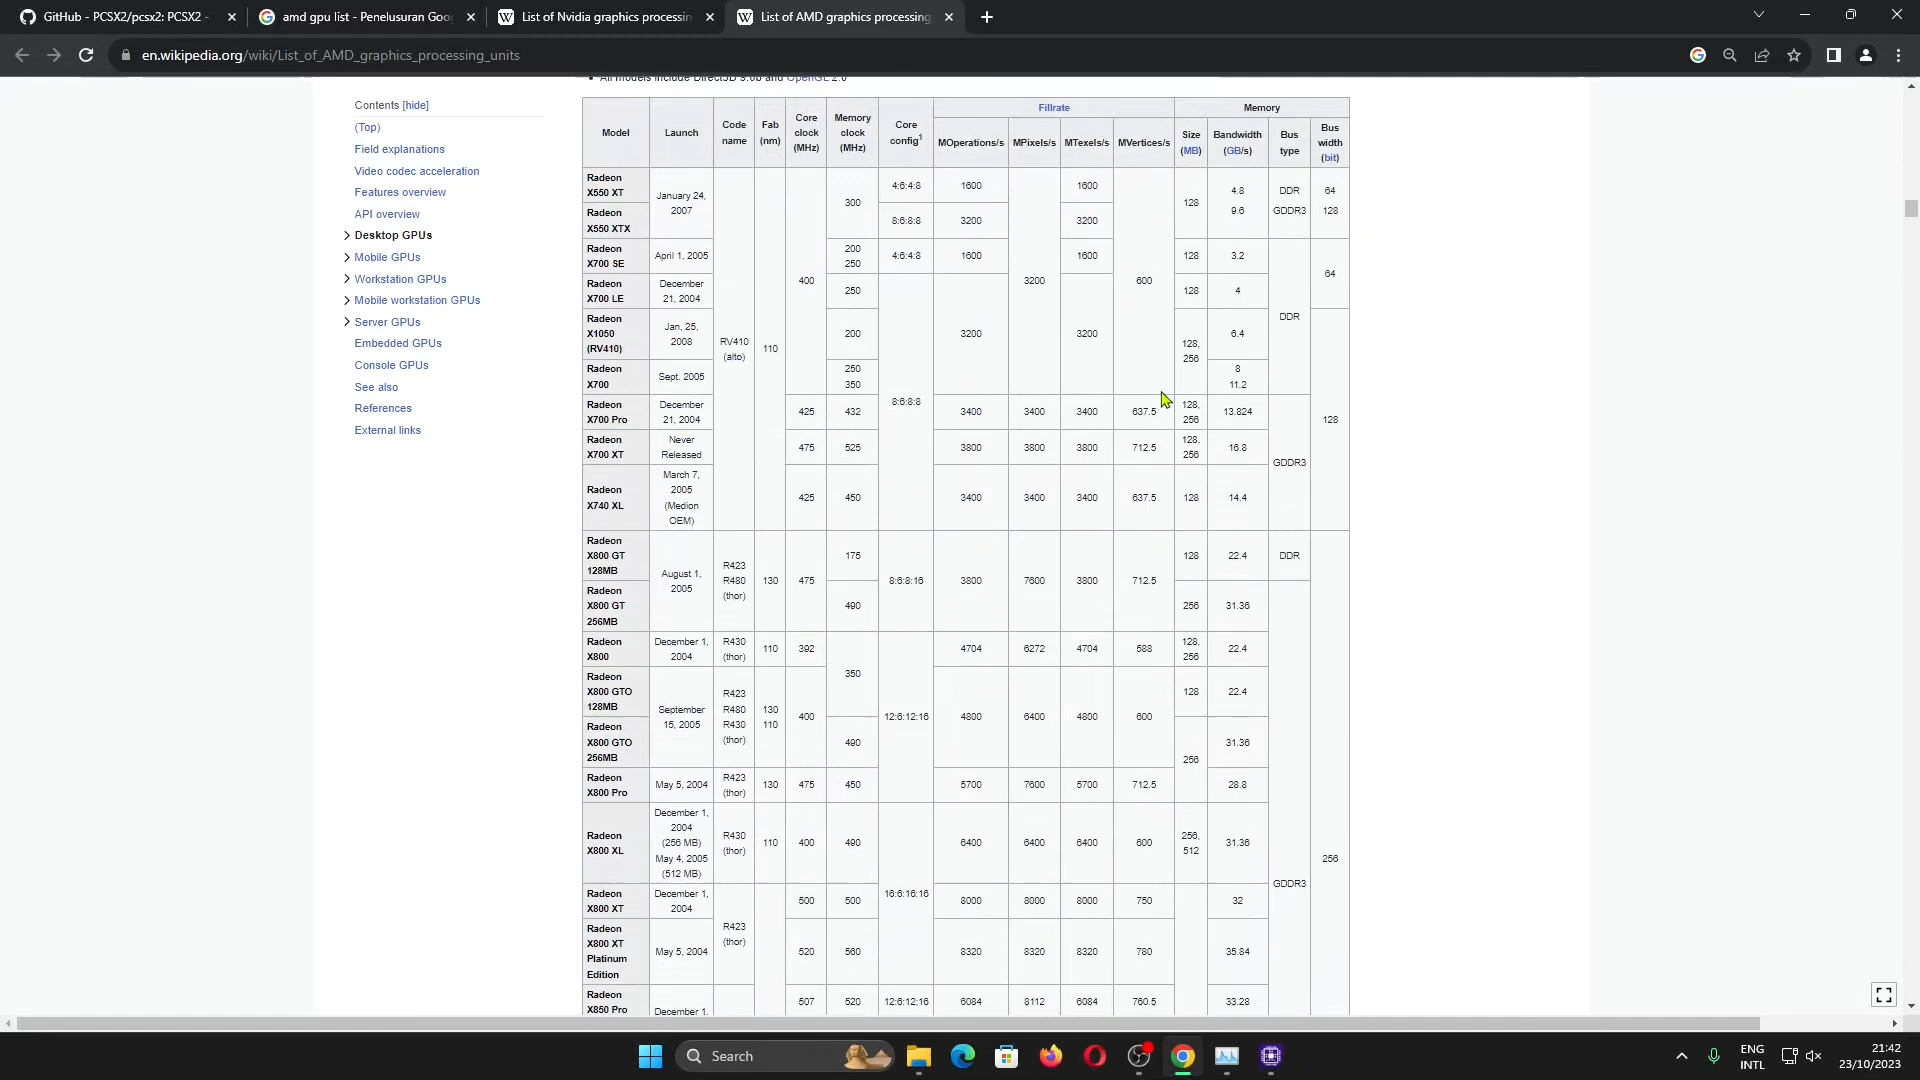 GitHub - PCSX2/pcsx2: PCSX2 -
amd gpu list - Penelusuran Goo
List of Nvidia graphics processin
List of AMD graphics processing
en.wikipedia.org/wiki/List_of_AMD_graphics_processing_units
All models include Direct3D 9.0b and OpenGL 2.0
Contents [hide]
(Top)
Field explanations
Video codec acceleration
Features overview
API overview
Desktop GPUs
Mobile GPUs
Workstation GPUs
Mobile workstation GPUs
Server GPUs
Embedded GPUs
Console GPUs
See also
References
External links
Model Launch Code name Fab (nm) Core clock (MHz) Memory clock (MHz) Core config1 Fillrate Memory
MOperations/s MPixels/s MTexels/s MVertices/s Size (MB) Bandwidth (GB/s) Bus type Bus width (bit)
Radeon X550 XT January 24, 2007 RV410 (alto) 110 400 300 4:6:4:8 1600 3200 1600 600 128 4.8 9.6 DDR GDDR3 64 128
Radeon X550 XTX 8:6:8:8 3200 3200
Radeon X700 SE April 1, 2005 200 250 4:6:4:8 1600 1600 128 3.2 DDR 64
Radeon X700 LE December 21, 2004 250 8:6:8:8 3200 3200 128 4
Radeon X1050 (RV410) Jan, 25, 2008 200 128, 256 6.4 128
Radeon X700 Sept. 2005 250 350 8 11.2
Radeon X700 Pro December 21, 2004 425 432 3400 3400 3400 637.5 128, 256 13.824 GDDR3
Radeon X700 XT Never Released 475 525 3800 3800 3800 712.5 128, 256 16.8
Radeon X740 XL March 7, 2005 (Medion OEM) 425 450 3400 3400 3400 637.5 128 14.4
Radeon X800 GT 128MB August 1, 2005 R423 R480 (thor) 130 475 175 8:6:8:16 3800 7600 3800 712.5 128 22.4 DDR 256
Radeon X800 GT 256MB 490 256 31.36 GDDR3
Radeon X800 December 1, 2004 R430 (thor) 110 392 350 12:6:12:16 4704 6272 4704 588 128, 256 22.4
Radeon X800 GTO 128MB September 15, 2005 R423 R480 R430 (thor) 130 110 400 4800 6400 4800 600 128 22.4
Radeon X800 GTO 256MB 490 256 31.36
Radeon X800 Pro May 5, 2004 R423 (thor) 130 475 450 5700 7600 5700 712.5 28.8
Radeon X800 XL December 1, 2004 (256 MB) May 4, 2005 (512 MB) R430 (thor) 110 400 490 16:6:16:16 6400 6400 6400 600 256, 512 31.36
Radeon X800 XT December 1, 2004 R423 (thor) 500 500 8000 8000 8000 750 32
Radeon X800 XT Platinum Edition May 5, 2004 520 560 8320 8320 8320 780 35.84
Radeon X850 Pro December 1, 507 520 12:6:12:16 6084 8112 6084 760.5 33.28
Search
ENG
INTL
21:42
23/10/2023